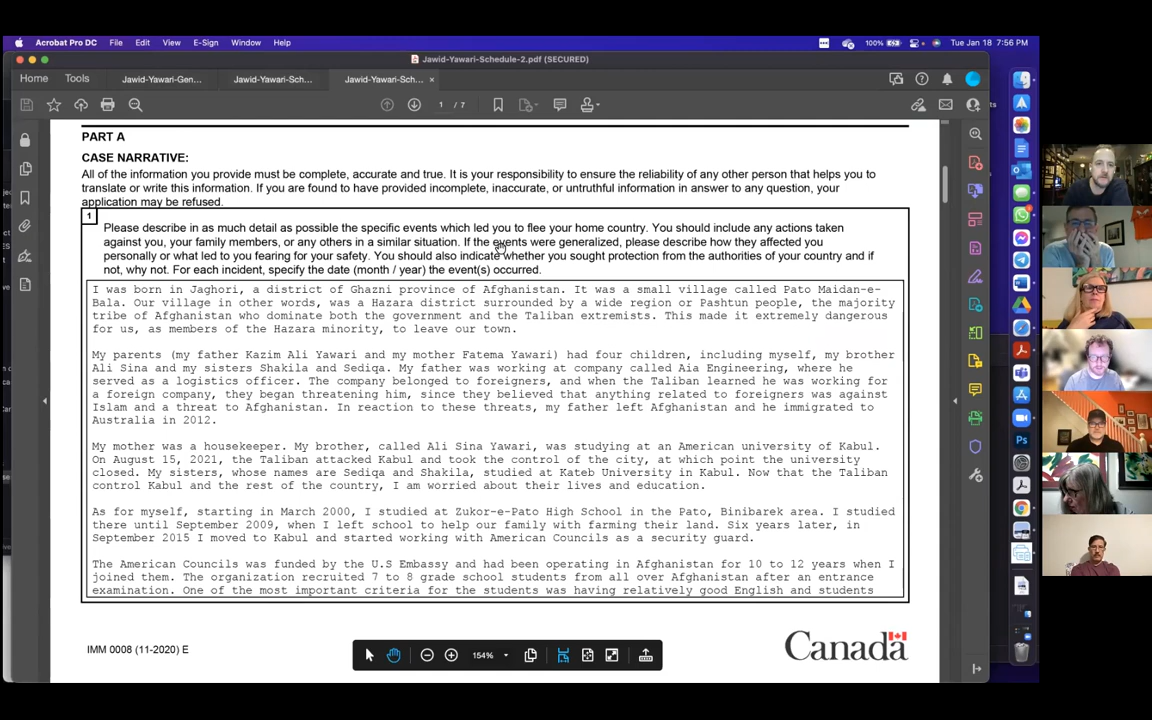 Acrobat Pro DC File Edit View E-Sign Window Help 100% Tue Jan 18 7:56 PM
Jawid-Yawari-Schedule-2.pdf (SECURED)
Home Tools Jawid-Yawari-Gen... Jawid-Yawari-Sch... Jawid-Yawari-Sch... ×
1 / 7
PART A
CASE NARRATIVE:
All of the information you provide must be complete, accurate and true. It is your responsibility to ensure the reliability of any other person that helps you to
translate or write this information. If you are found to have provided incomplete, inaccurate, or untruthful information in answer to any question, your
application may be refused.
1
Please describe in as much detail as possible the specific events which led you to flee your home country. You should include any actions taken
against you, your family members, or any others in a similar situation. If the events were generalized, please describe how they affected you
personally or what led to you fearing for your safety. You should also indicate whether you sought protection from the authorities of your country and if
not, why not. For each incident, specify the date (month / year) the event(s) occurred.
I was born in Jaghori, a district of Ghazni province of Afghanistan. It was a small village called Pato Maidan-e-
Bala. Our village in other words, was a Hazara district surrounded by a wide region or Pashtun people, the majority
tribe of Afghanistan who dominate both the government and the Taliban extremists. This made it extremely dangerous
for us, as members of the Hazara minority, to leave our town.
My parents (my father Kazim Ali Yawari and my mother Fatema Yawari) had four children, including myself, my brother
Ali Sina and my sisters Shakila and Sediqa. My father was working at company called Aia Engineering, where he
served as a logistics officer. The company belonged to foreigners, and when the Taliban learned he was working for
a foreign company, they began threatening him, since they believed that anything related to foreigners was against
Islam and a threat to Afghanistan. In reaction to these threats, my father left Afghanistan and he immigrated to
Australia in 2012.
My mother was a housekeeper. My brother, called Ali Sina Yawari, was studying at an American university of Kabul.
On August 15, 2021, the Taliban attacked Kabul and took the control of the city, at which point the university
closed. My sisters, whose names are Sediqa and Shakila, studied at Kateb University in Kabul. Now that the Taliban
control Kabul and the rest of the country, I am worried about their lives and education.
As for myself, starting in March 2000, I studied at Zukor-e-Pato High School in the Pato, Binibarek area. I studied
there until September 2009, when I left school to help our family with farming their land. Six years later, in
September 2015 I moved to Kabul and started working with American Councils as a security guard.
The American Councils was funded by the U.S Embassy and had been operating in Afghanistan for 10 to 12 years when I
joined them. The organization recruited 7 to 8 grade school students from all over Afghanistan after an entrance
examination. One of the most important criteria for the students was having relatively good English and students
IMM 0008 (11-2020) E
154%
Canada